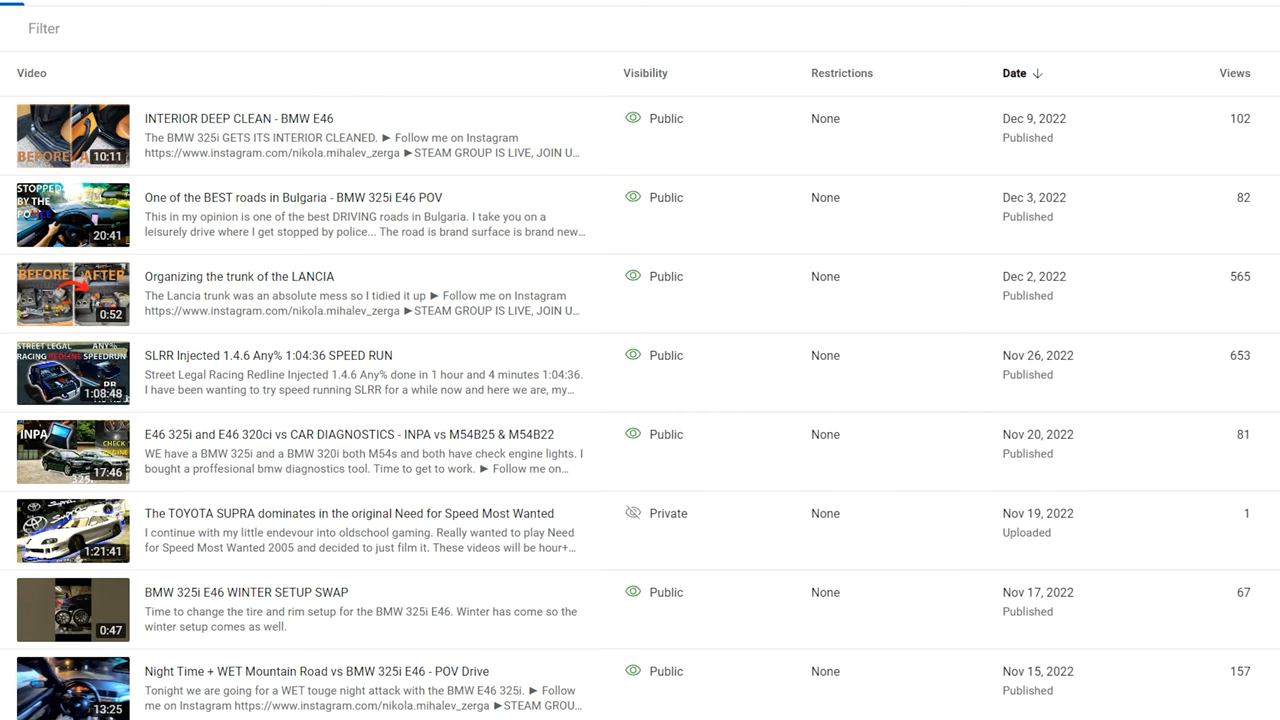 Filter
Video Visibility Restrictions Date ↓ Views
BEFORE
10:11
INTERIOR DEEP CLEAN - BMW E46
The BMW 325i GETS ITS INTERIOR CLEANED. ► Follow me on Instagram
https://www.instagram.com/nikola.mihalev_zerga ►STEAM GROUP IS LIVE, JOIN U...
Public
None
Dec 9, 2022
Published
102
STOPPED
BY THE
POLICE
20:41
One of the BEST roads in Bulgaria - BMW 325i E46 POV
This in my opinion is one of the best DRIVING roads in Bulgaria. I take you on a
leisurely drive where I get stopped by police... The road is brand surface is brand new...
Public
None
Dec 3, 2022
Published
82
BEFORE AFTER
0:52
Organizing the trunk of the LANCIA
The Lancia trunk was an absolute mess so I tidied it up ► Follow me on Instagram
https://www.instagram.com/nikola.mihalev_zerga ►STEAM GROUP IS LIVE, JOIN U...
Public
None
Dec 2, 2022
Published
565
STREET LEGAL ANY%
RACING REDLINE SPEEDRUN
PB
1:08:48
SLRR Injected 1.4.6 Any% 1:04:36 SPEED RUN
Street Legal Racing Redline Injected 1.4.6 Any% done in 1 hour and 4 minutes 1:04:36.
I have been wanting to try speed running SLRR for a while now and here we are, my...
Public
None
Nov 26, 2022
Published
653
INPA
CHECK
ENGINE
17:46
E46 325i and E46 320ci vs CAR DIAGNOSTICS - INPA vs M54B25 & M54B22
WE have a BMW 325i and a BMW 320i both M54s and both have check engine lights. I
bought a proffesional bmw diagnostics tool. Time to get to work. ► Follow me on...
Public
None
Nov 20, 2022
Published
81
1:21:41
The TOYOTA SUPRA dominates in the original Need for Speed Most Wanted
I continue with my little endevour into oldschool gaming. Really wanted to play Need
for Speed Most Wanted 2005 and decided to just film it. These videos will be hour+...
Private
None
Nov 19, 2022
Uploaded
1
0:47
BMW 325i E46 WINTER SETUP SWAP
Time to change the tire and rim setup for the BMW 325i E46. Winter has come so the
winter setup comes as well.
Public
None
Nov 17, 2022
Published
67
13:25
Night Time + WET Mountain Road vs BMW 325i E46 - POV Drive
Tonight we are going for a WET touge night attack with the BMW E46 325i. ► Follow
me on Instagram https://www.instagram.com/nikola.mihalev_zerga ►STEAM GROU...
Public
None
Nov 15, 2022
Published
157